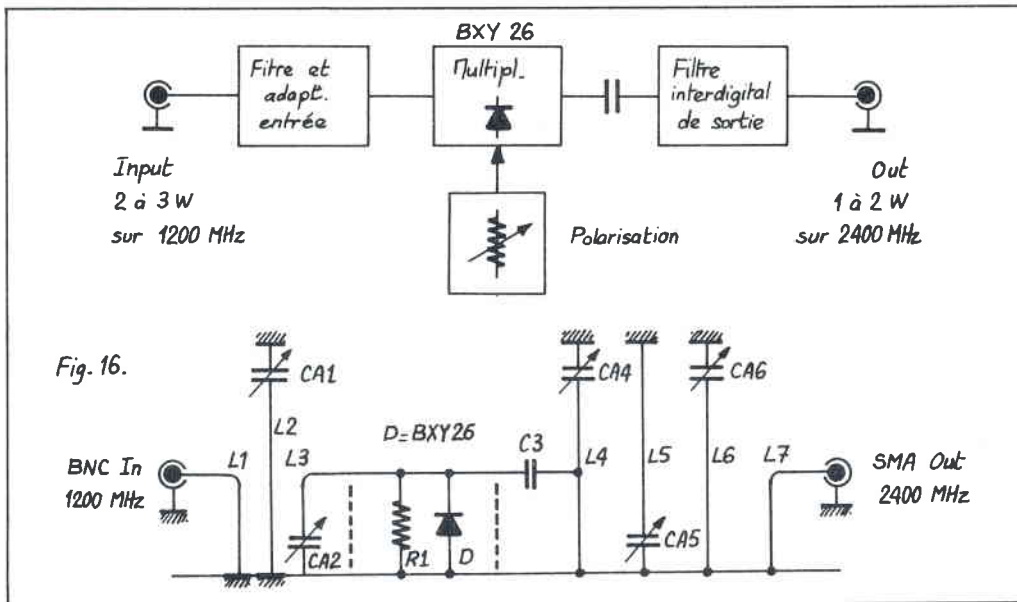 BXY 26
Fitre et
adapt.
entrée
Multipl.
Filtre
interdigital
de sortie
Input
2 à 3 W
sur 1200 MHz
Polarisation
Out
1 à 2 W
sur 2400 MHz
Fig. 16.
CA1
CA4
CA6
L2
D=BXY26
C3
BNC In
1200 MHz
L1
L3
L4
L5
L6
L7
SMA Out
2400 MHz
CA2
R1
D
CA5